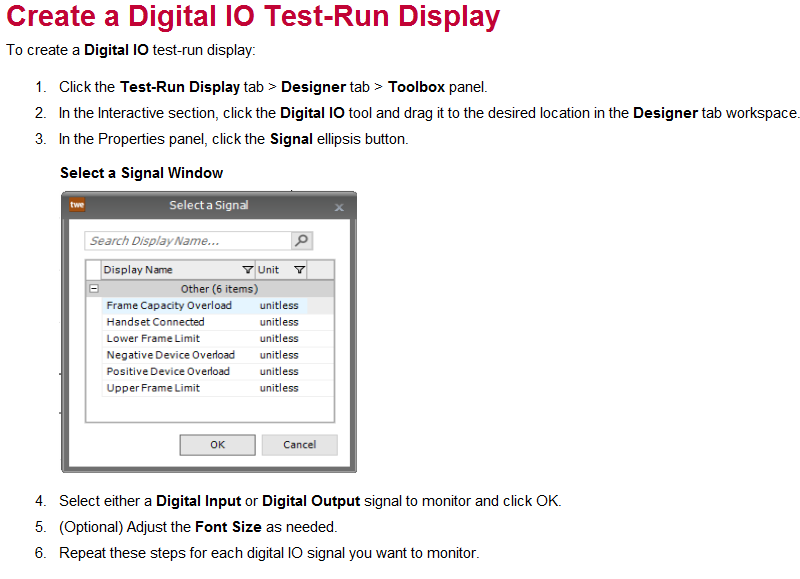 Create a Digital IO Test-Run Display
To create a Digital IO test-run display:
1. Click the Test-Run Display tab > Designer tab > Toolbox panel.
2. In the Interactive section, click the Digital IO tool and drag it to the desired location in the Designer tab workspace.
3. In the Properties panel, click the Signal ellipsis button.
Select a Signal Window
twe Select a Signal x
Search Display Name...
Display Name Unit
Other (6 items)
Frame Capacity Overload unitless
Handset Connected unitless
Lower Frame Limit unitless
Negative Device Overload unitless
Positive Device Overload unitless
Upper Frame Limit unitless
OK Cancel
4. Select either a Digital Input or Digital Output signal to monitor and click OK.
5. (Optional) Adjust the Font Size as needed.
6. Repeat these steps for each digital IO signal you want to monitor.